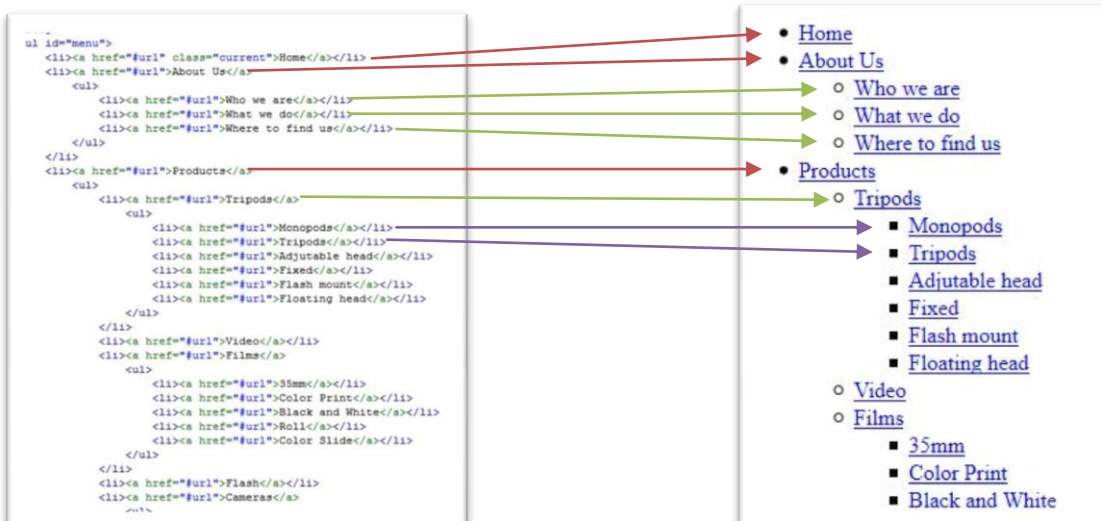 ul id="menu">
<li><a href="#url" class="current">Home</a></li>
<li><a href="#url">About Us</a>
<ul>
<li><a href="#url">Who we are</a></li>
<li><a href="#url">What we do</a></li>
<li><a href="#url">Where to find us</a></li>
</ul>
</li>
<li><a href="#url">Products</a>
<ul>
<li><a href="#url">Tripods</a>
<ul>
<li><a href="#url">Monopods</a></li>
<li><a href="#url">Tripods</a></li>
<li><a href="#url">Adjutable head</a></li>
<li><a href="#url">Fixed</a></li>
<li><a href="#url">Flash mount</a></li>
<li><a href="#url">Floating head</a></li>
</ul>
</li>
<li><a href="#url">Video</a></li>
<li><a href="#url">Films</a>
<ul>
<li><a href="#url">35mm</a></li>
<li><a href="#url">Color Print</a></li>
<li><a href="#url">Black and White</a></li>
<li><a href="#url">Roll</a></li>
<li><a href="#url">Color Slide</a></li>
</ul>
</li>
<li><a href="#url">Flash</a></li>
<li><a href="#url">Cameras</a>
Home
About Us
Who we are
What we do
Where to find us
Products
Tripods
Monopods
Tripods
Adjutable head
Fixed
Flash mount
Floating head
Video
Films
35mm
Color Print
Black and White